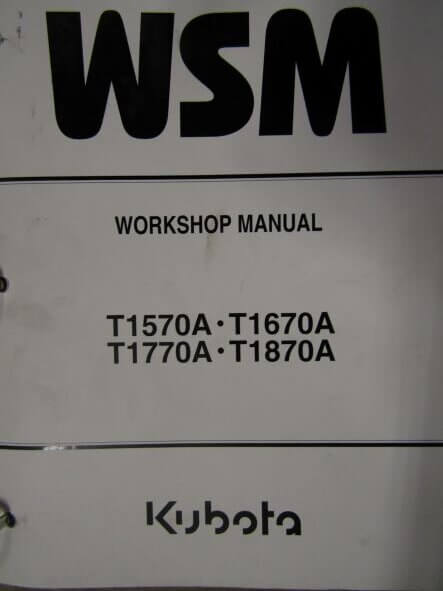 WSM
WORKSHOP MANUAL
T1570A・T1670A
T1770A・T1870A
Kubota